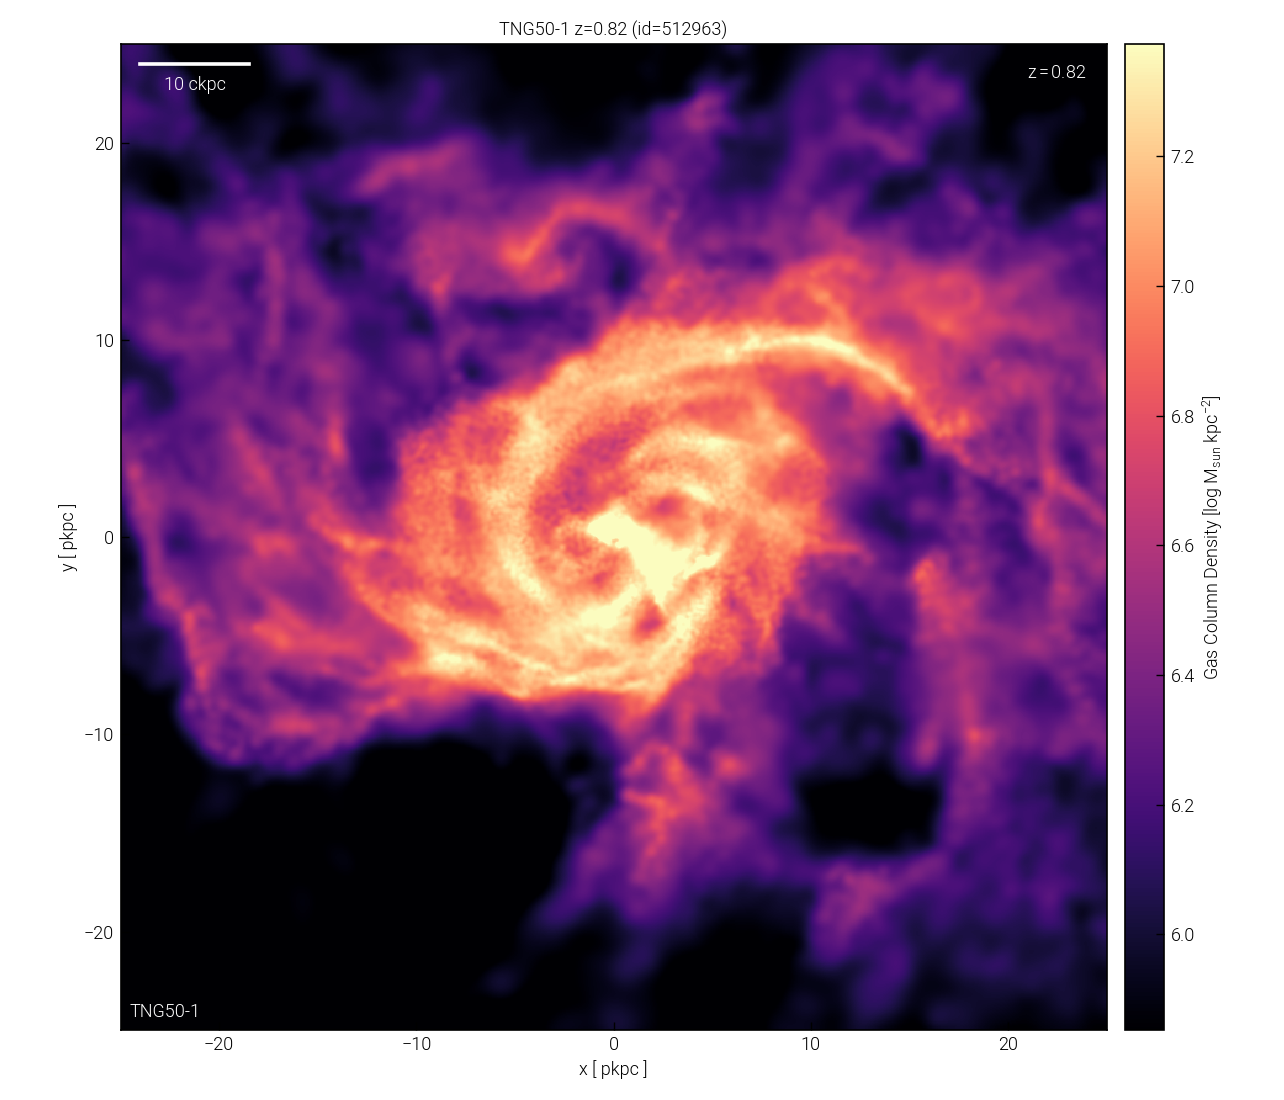 TNG50-1 z=0.82 (id=512963)
10 ckpc
z = 0.82
20
10
0
−10
−20
y [ pkpc ]
TNG50-1
−20 −10 0 10 20
x [ pkpc ]
7.2
7.0
6.8
6.6
6.4
6.2
6.0
Gas Column Density [log M_sun kpc^−2]